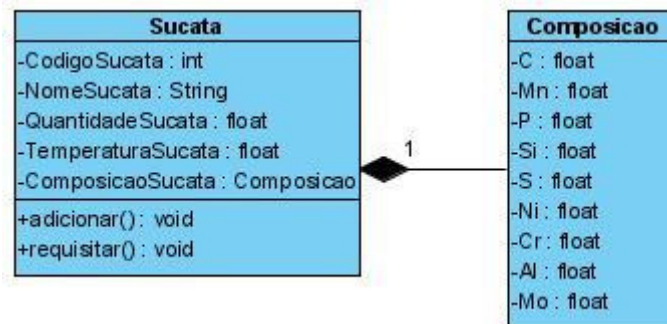 Sucata
-CodigoSucata : int
-NomeSucata : String
-QuantidadeSucata : float
-TemperaturaSucata : float
-ComposicaoSucata : Composicao
+adicionar() : void
+requisitar() : void
1
Composicao
-C : float
-Mn : float
-P : float
-Si : float
-S : float
-Ni : float
-Cr : float
-Al : float
-Mo : float